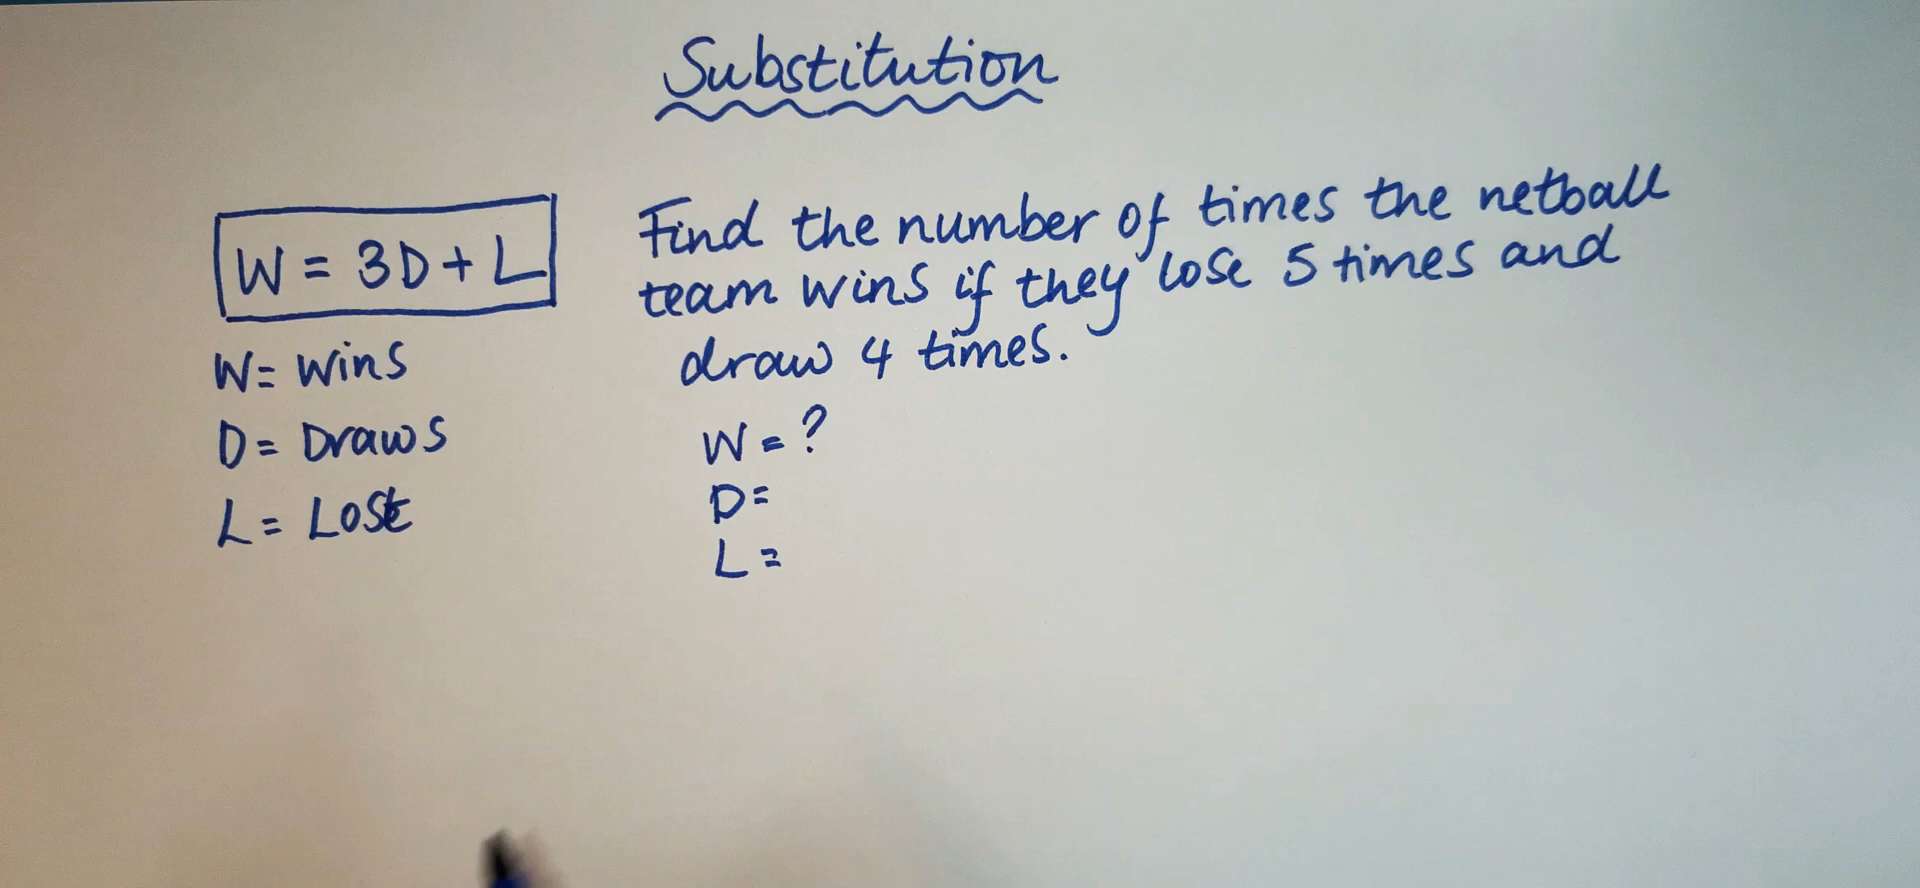 Substitution
W = 3D + L
Find the number of times the netball
team wins if they lose 5 times and
draw 4 times.
W = Wins
D = Draws
L = Lose
W = ?
D =
L =